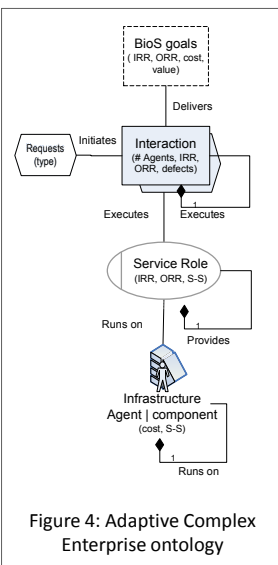 BioS goals
( IRR, ORR, cost,
value)
Delivers
Initiates
Requests
(type)
Interaction
(# Agents, IRR,
ORR, defects)
1
Executes
Executes
Service Role
(IRR, ORR, S-S)
Runs on
1
Provides
Infrastructure
Agent | component
(cost, S-S)
1
Runs on
Figure 4: Adaptive Complex
Enterprise ontology